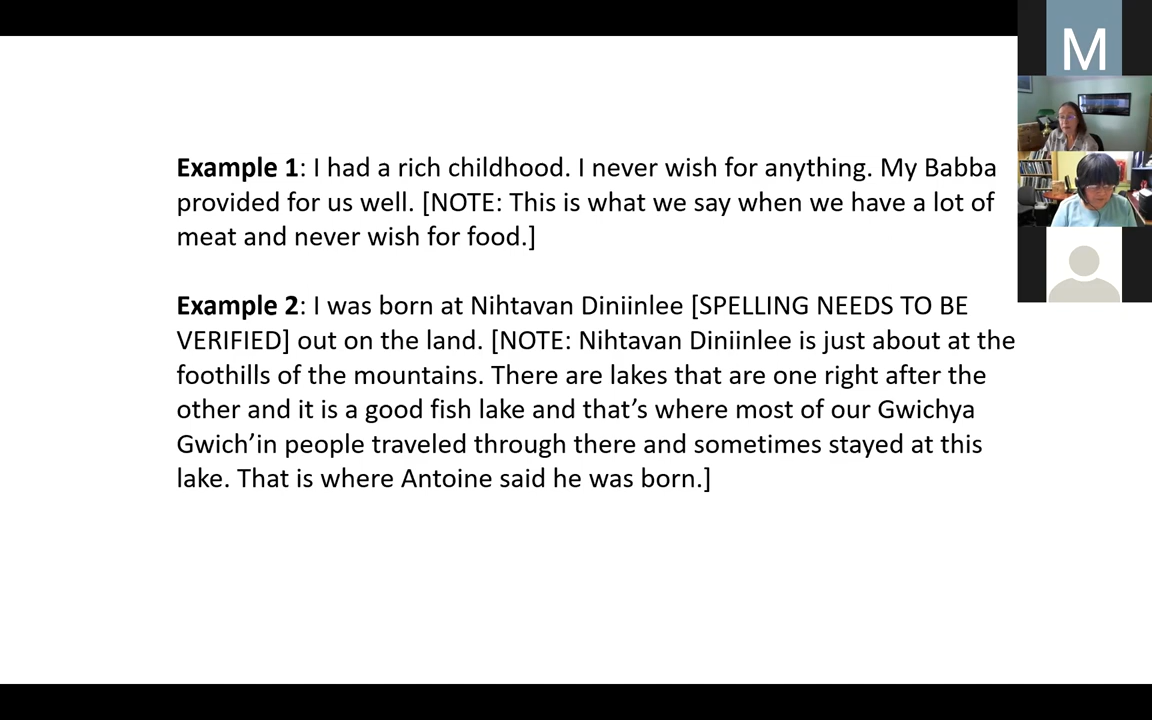 Example 1: I had a rich childhood. I never wish for anything. My Babba
provided for us well. [NOTE: This is what we say when we have a lot of
meat and never wish for food.]
Example 2: I was born at Nihtavan Diniinlee [SPELLING NEEDS TO BE
VERIFIED] out on the land. [NOTE: Nihtavan Diniinlee is just about at the
foothills of the mountains. There are lakes that are one right after the
other and it is a good fish lake and that’s where most of our Gwichya
Gwich’in people traveled through there and sometimes stayed at this
lake. That is where Antoine said he was born.]
M